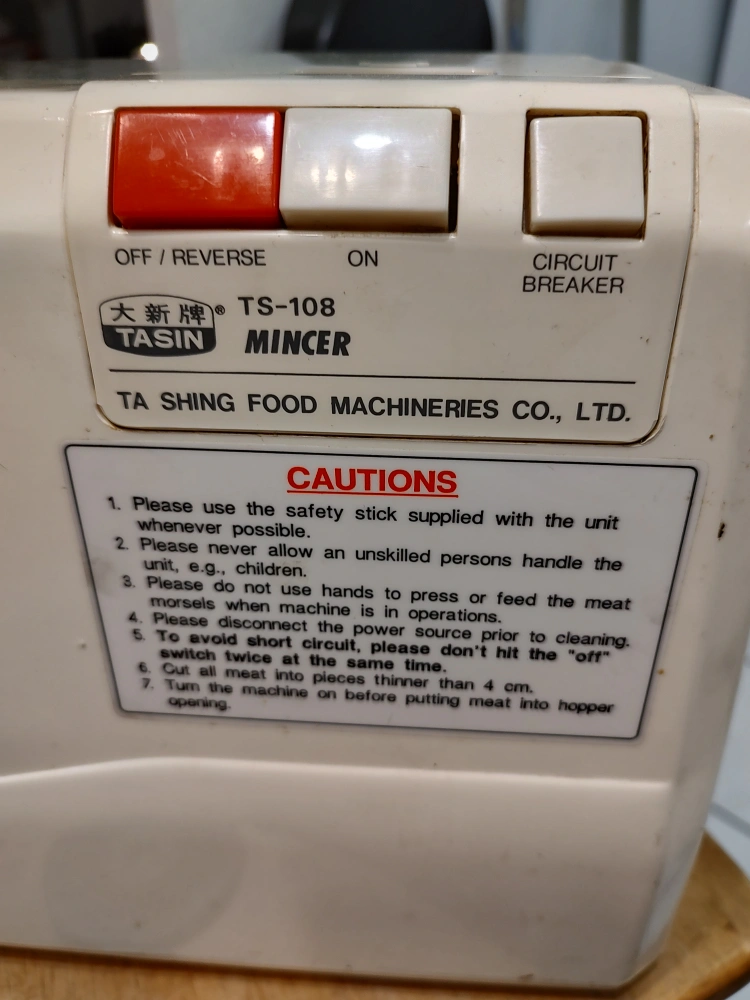 OFF / REVERSE ON CIRCUIT
BREAKER
大新牌® TS-108
TASIN MINCER
TA SHING FOOD MACHINERIES CO., LTD.
CAUTIONS
1. Please use the safety stick supplied with the unit
whenever possible.
2. Please never allow an unskilled persons handle the
unit, e.g., children.
3. Please do not use hands to press or feed the meat
morsels when machine is in operations.
4. Please disconnect the power source prior to cleaning.
5. To avoid short circuit, please don't hit the "off"
switch twice at the same time.
6. Cut all meat into pieces thinner than 4 cm.
7. Turn the machine on before putting meat into hopper
opening.